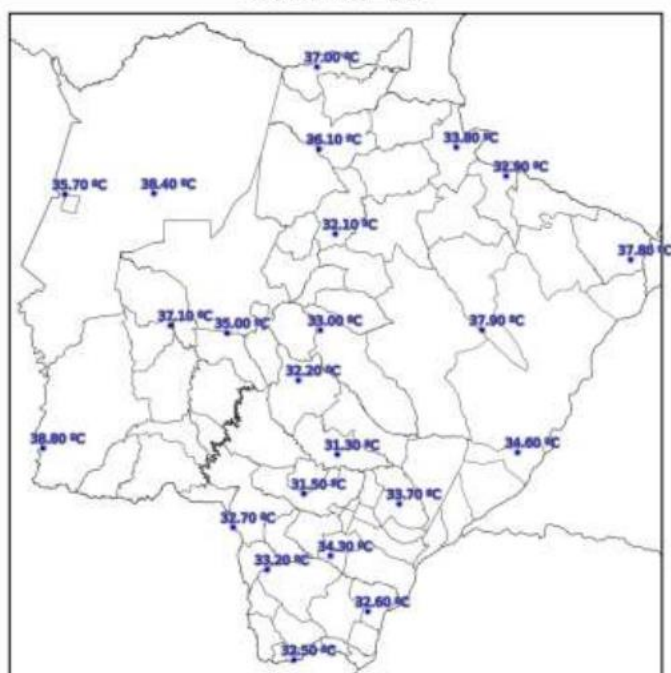 37.00 ºC
36.10 ºC
33.80 ºC
32.90 ºC
35.70 ºC
38.40 ºC
32.10 ºC
37.80 ºC
37.10 ºC
35.00 ºC
33.00 ºC
37.90 ºC
32.20 ºC
38.80 ºC
31.30 ºC
34.60 ºC
31.50 ºC
33.70 ºC
32.70 ºC
34.30 ºC
33.20 ºC
32.60 ºC
32.50 ºC